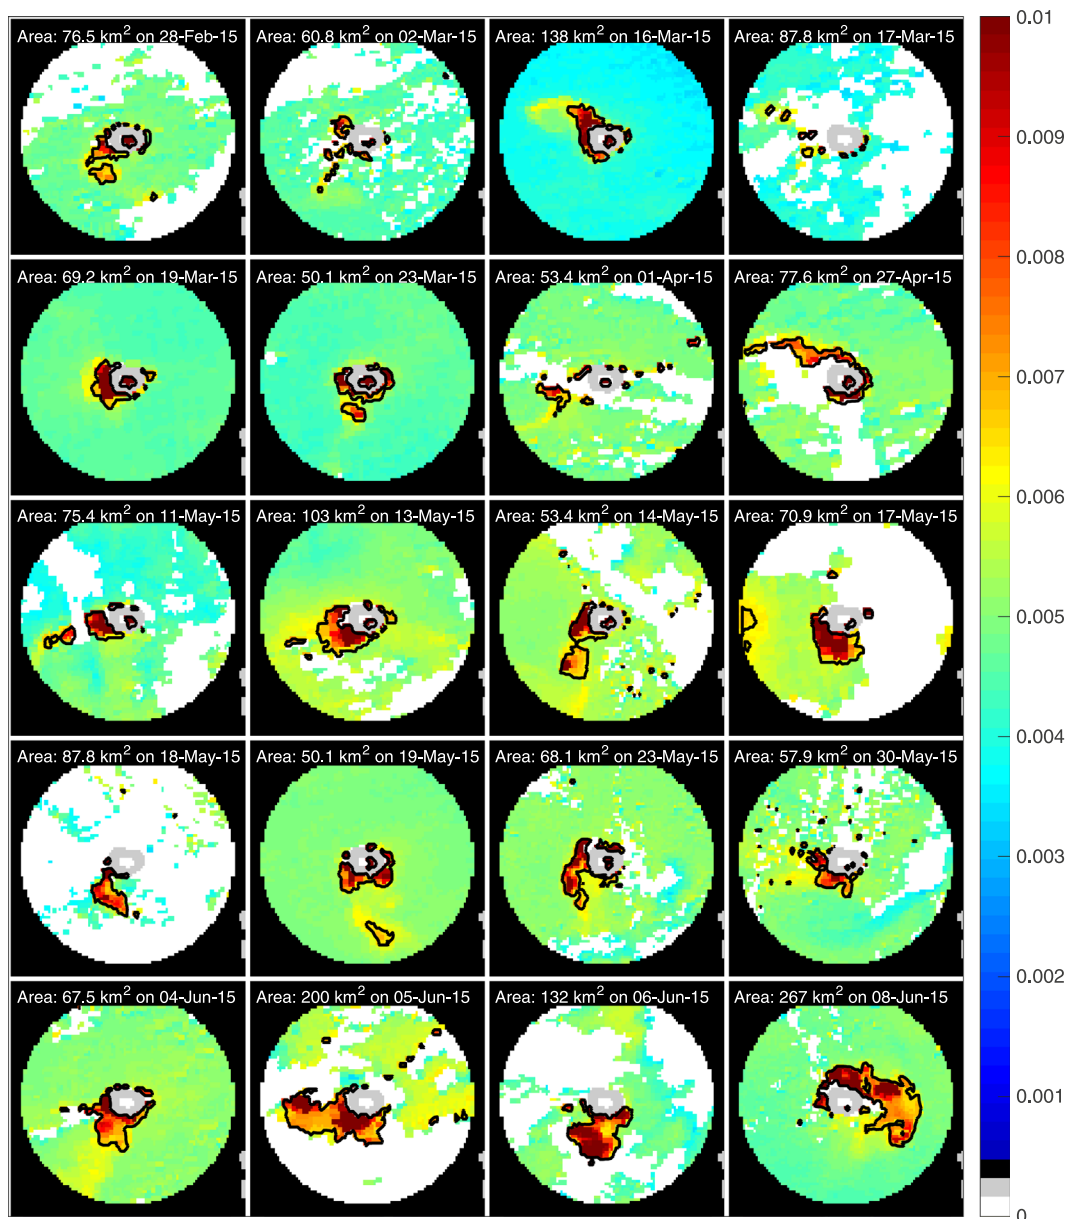 Area: 76.5 km² on 28-Feb-15
Area: 60.8 km² on 02-Mar-15
Area: 138 km² on 16-Mar-15
Area: 87.8 km² on 17-Mar-15
Area: 69.2 km² on 19-Mar-15
Area: 50.1 km² on 23-Mar-15
Area: 53.4 km² on 01-Apr-15
Area: 77.6 km² on 27-Apr-15
Area: 75.4 km² on 11-May-15
Area: 103 km² on 13-May-15
Area: 53.4 km² on 14-May-15
Area: 70.9 km² on 17-May-15
Area: 87.8 km² on 18-May-15
Area: 50.1 km² on 19-May-15
Area: 68.1 km² on 23-May-15
Area: 57.9 km² on 30-May-15
Area: 67.5 km² on 04-Jun-15
Area: 200 km² on 05-Jun-15
Area: 132 km² on 06-Jun-15
Area: 267 km² on 08-Jun-15
0.01
0.009
0.008
0.007
0.006
0.005
0.004
0.003
0.002
0.001
0